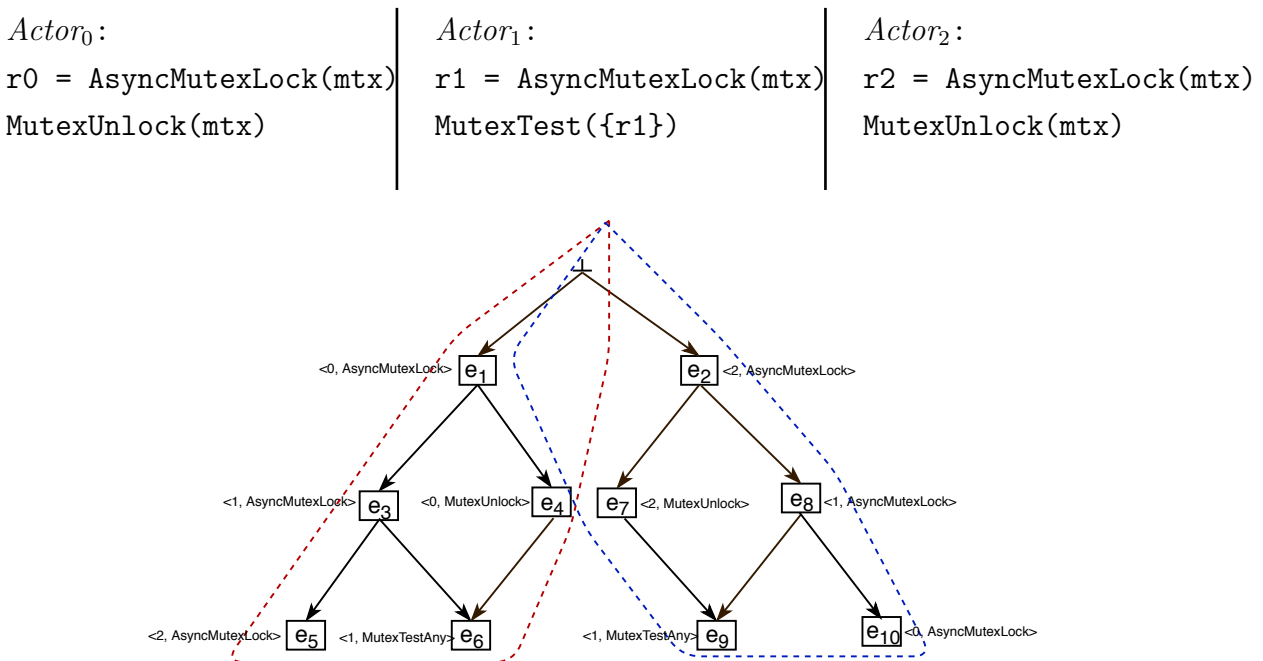 Actor₀:
r0 = AsyncMutexLock(mtx)
MutexUnlock(mtx)
Actor₁:
r1 = AsyncMutexLock(mtx)
MutexTest({r1})
Actor₂:
r2 = AsyncMutexLock(mtx)
MutexUnlock(mtx)
⊥
<0, AsyncMutexLock> e₁
e₂ <2, AsyncMutexLock>
<1, AsyncMutexLock> e₃
<0, MutexUnlock> e₄
e₇ <2, MutexUnlock>
e₈ <1, AsyncMutexLock>
<2, AsyncMutexLock> e₅
<1, MutexTestAny> e₆
<1, MutexTestAny> e₉
e₁₀ <0, AsyncMutexLock>